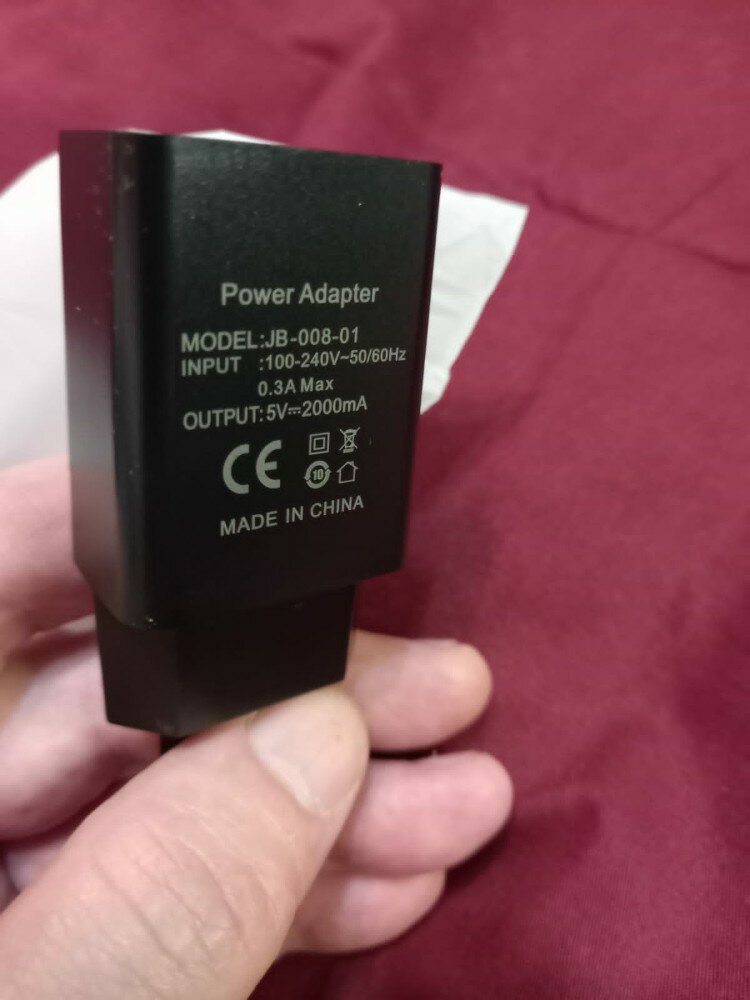 Power Adapter
MODEL:JB-008-01
INPUT :100-240V~50/60Hz
0.3A Max
OUTPUT:5V⎓2000mA
CE
10
MADE IN CHINA